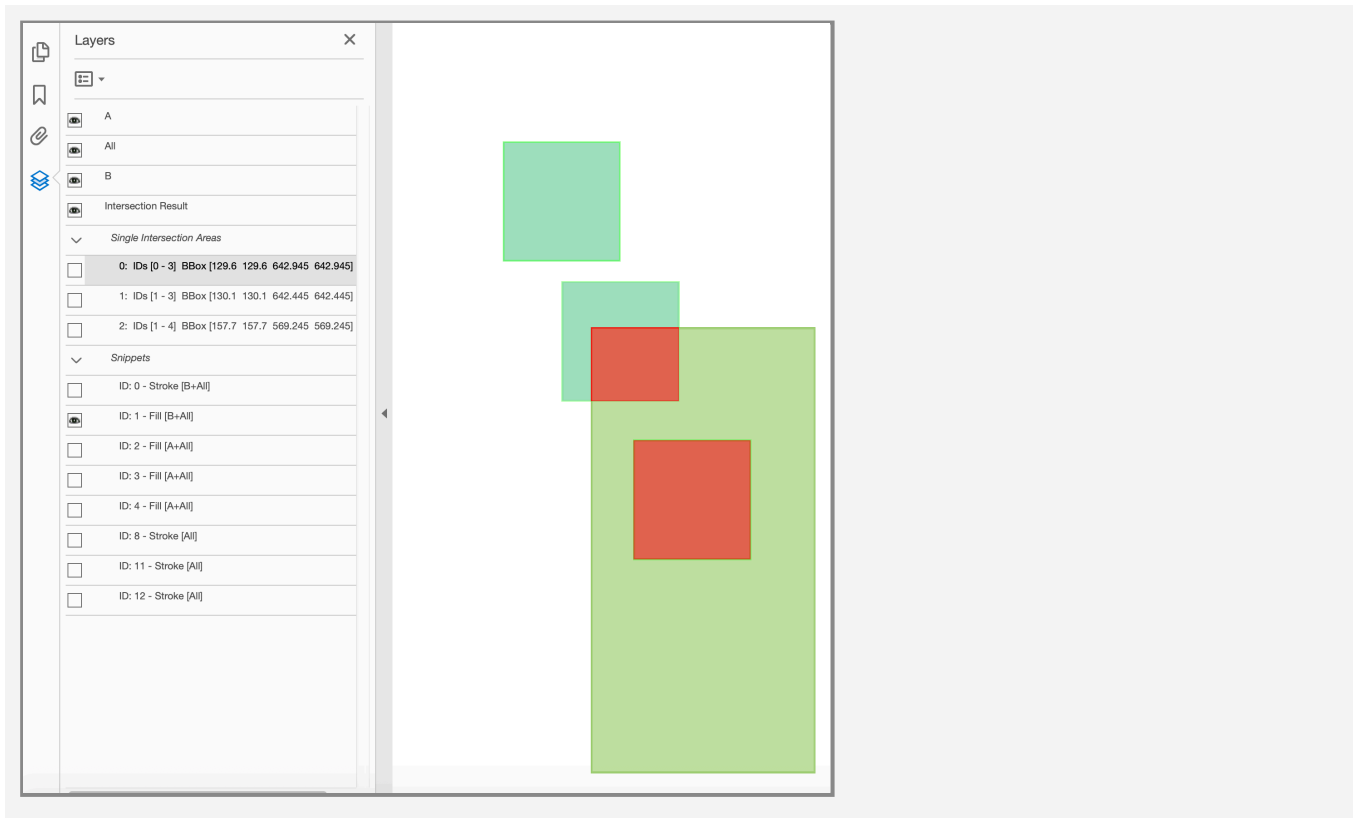 Layers
A
All
B
Intersection Result
Single Intersection Areas
0: IDs [0 - 3] BBox [129.6 129.6 642.945 642.945]
1: IDs [1 - 3] BBox [130.1 130.1 642.445 642.445]
2: IDs [1 - 4] BBox [157.7 157.7 569.245 569.245]
Snippets
ID: 0 - Stroke [B+All]
ID: 1 - Fill [B+All]
ID: 2 - Fill [A+All]
ID: 3 - Fill [A+All]
ID: 4 - Fill [A+All]
ID: 8 - Stroke [All]
ID: 11 - Stroke [All]
ID: 12 - Stroke [All]